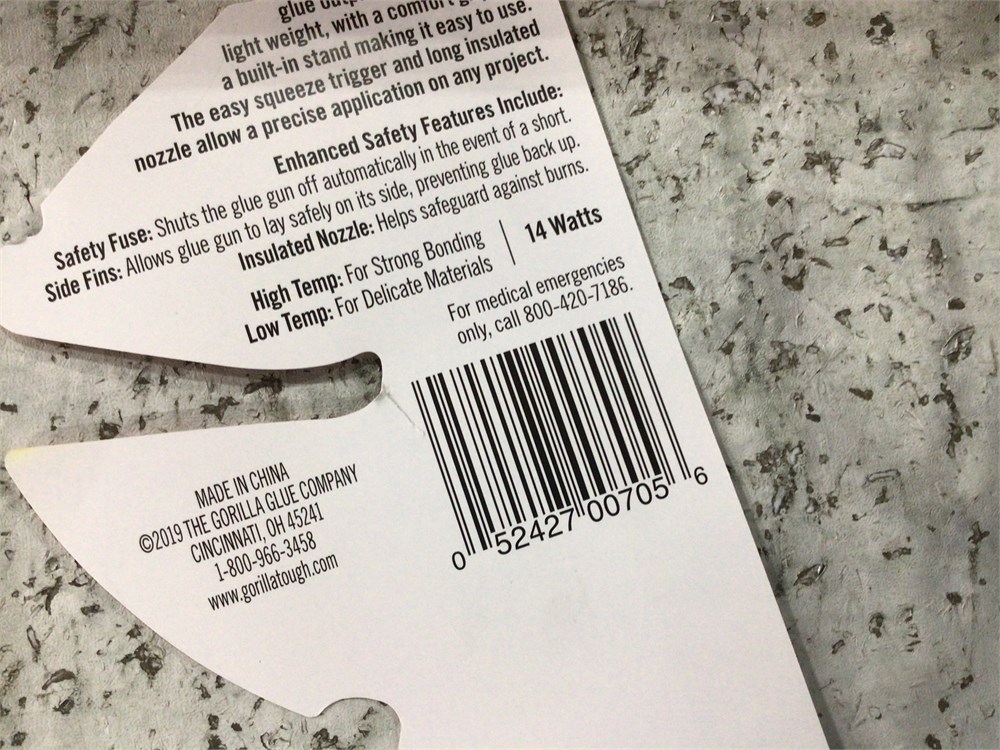 glue
light weight, with a comfort
a built-in stand making it easy to use.
The easy squeeze trigger and long insulated
nozzle allow a precise application on any project.
Enhanced Safety Features Include:
Safety Fuse: Shuts the glue gun off automatically in the event of a short.
Side Fins: Allows glue gun to lay safely on its side, preventing glue back up.
Insulated Nozzle: Helps safeguard against burns.
High Temp: For Strong Bonding
Low Temp: For Delicate Materials
14 Watts
For medical emergencies
only, call 800-420-7186.
0 52427 00705 6
MADE IN CHINA
©2019 THE GORILLA GLUE COMPANY
CINCINNATI, OH 45241
1-800-966-3458
www.gorillatough.com